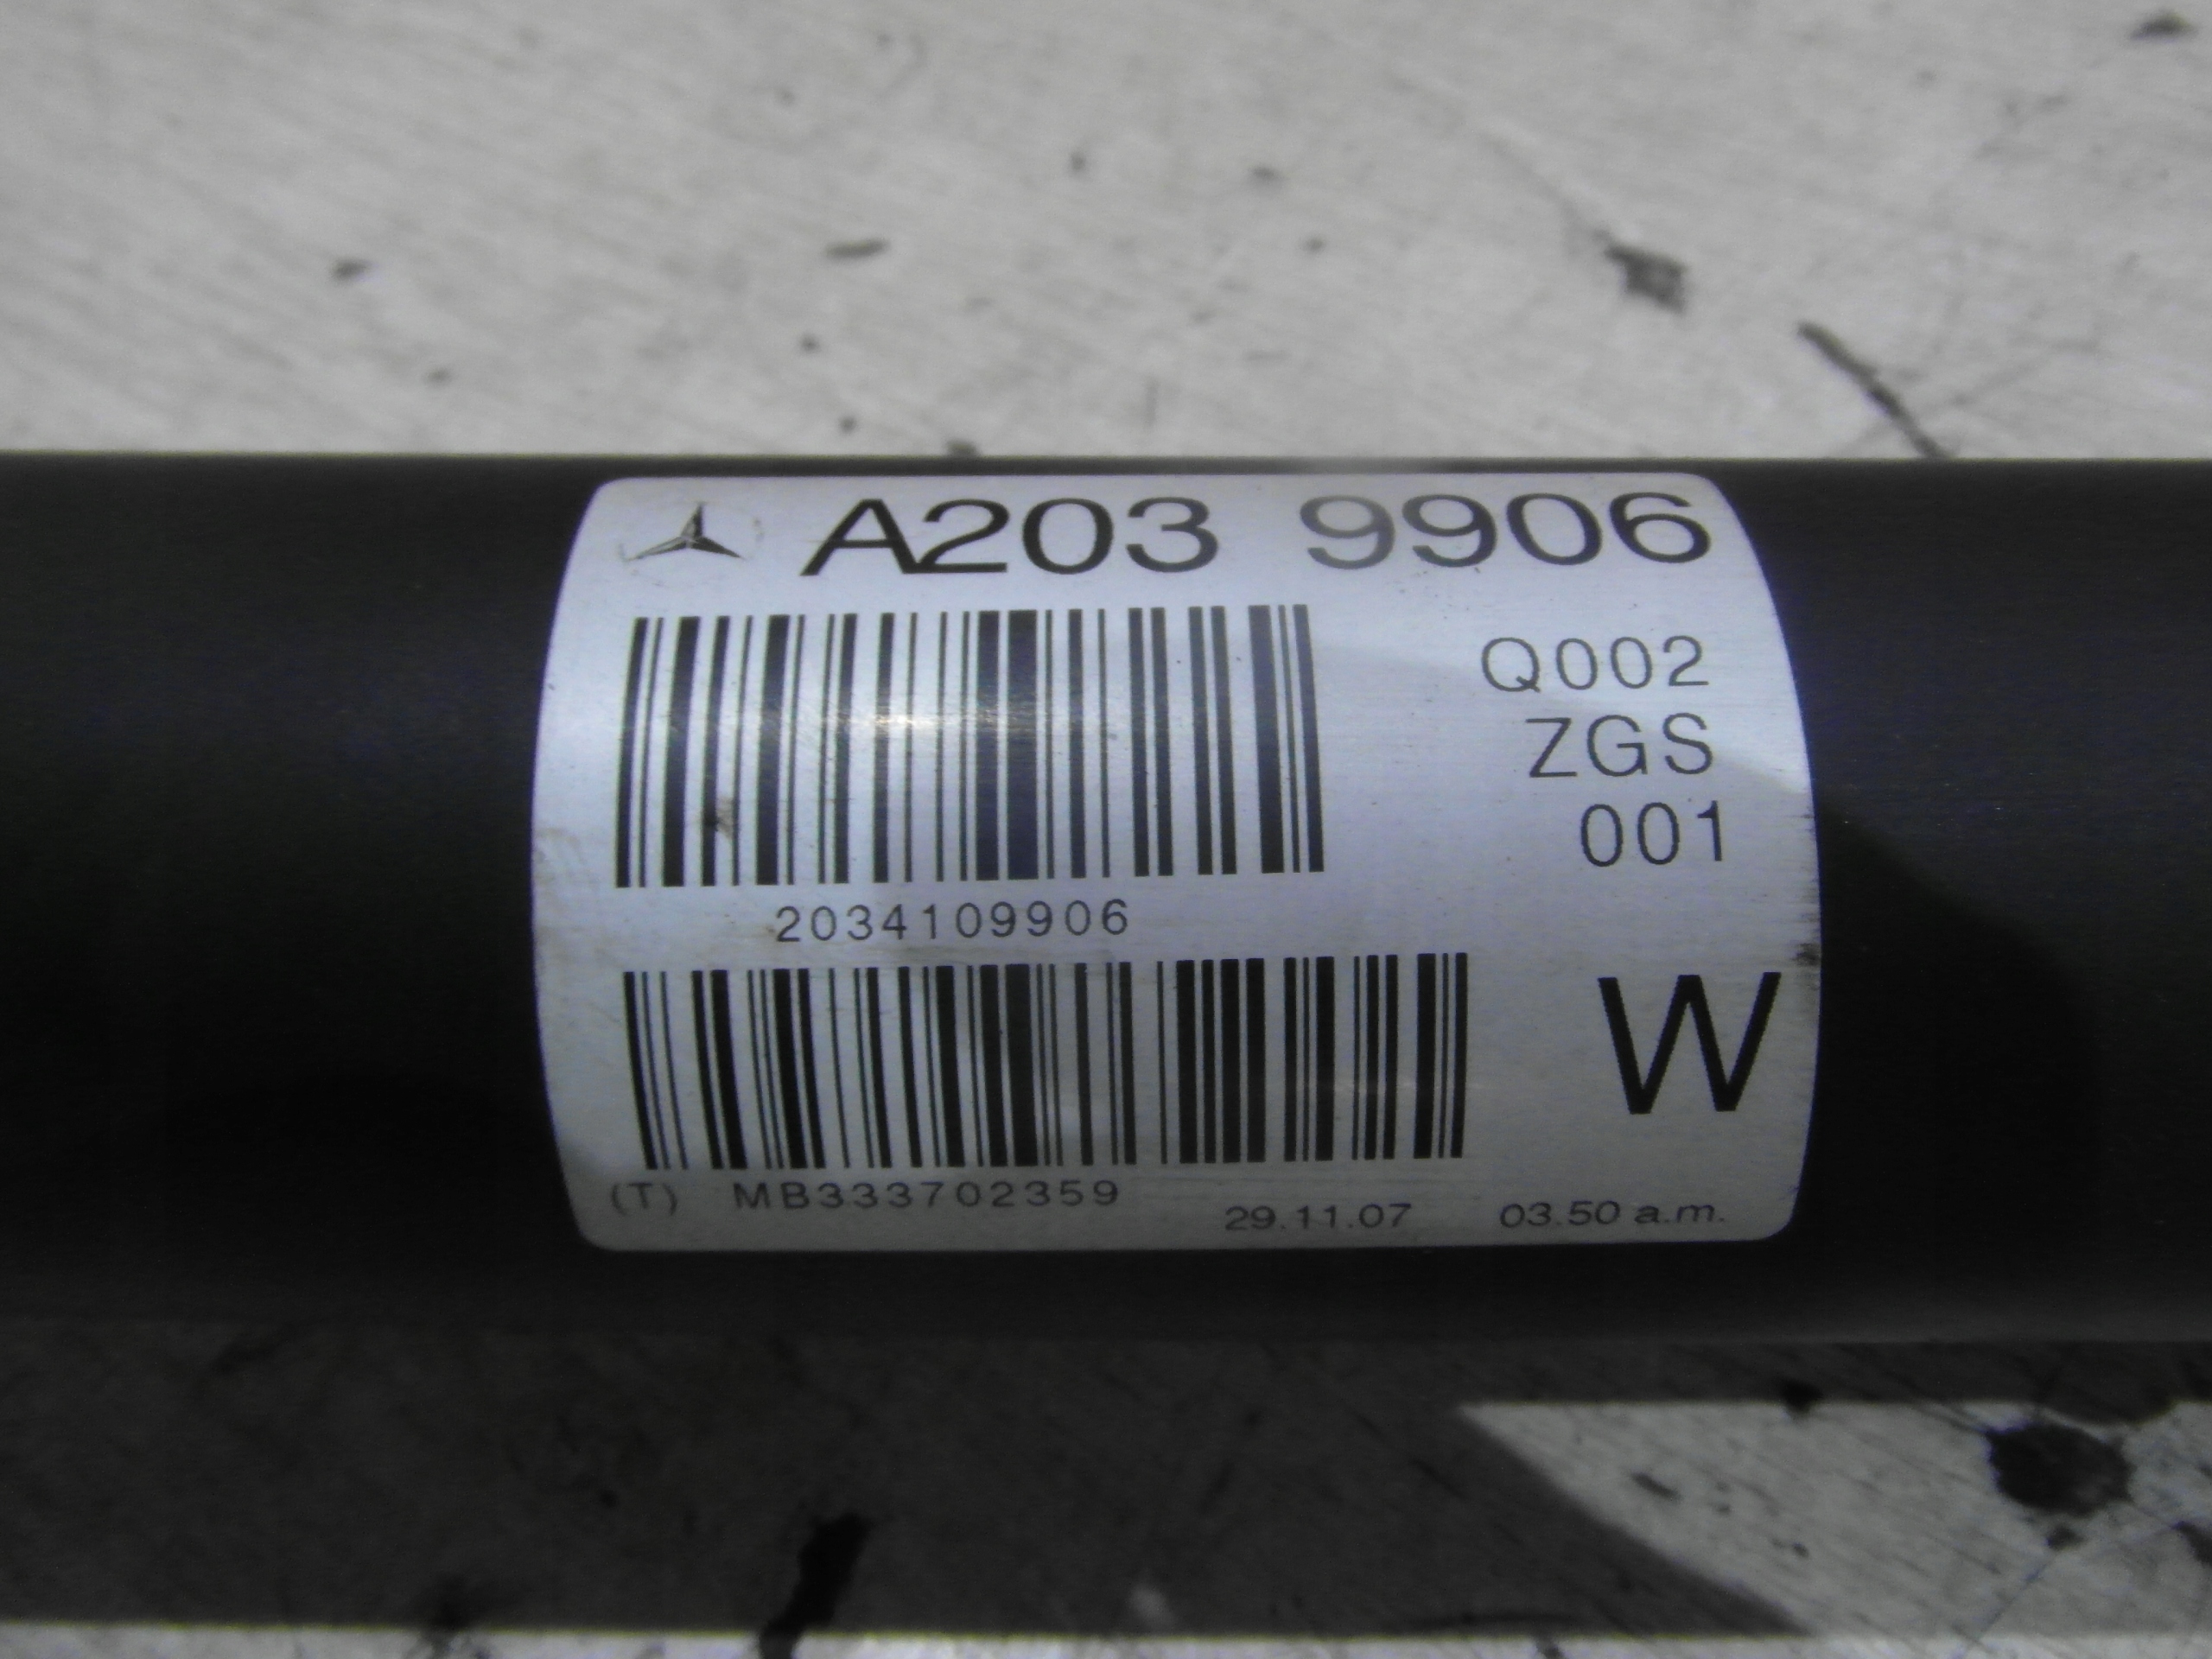 A203 9906
Q002
ZGS
001
2034109906
W
(T) MB333702359
29.11.07 03.50 a.m.